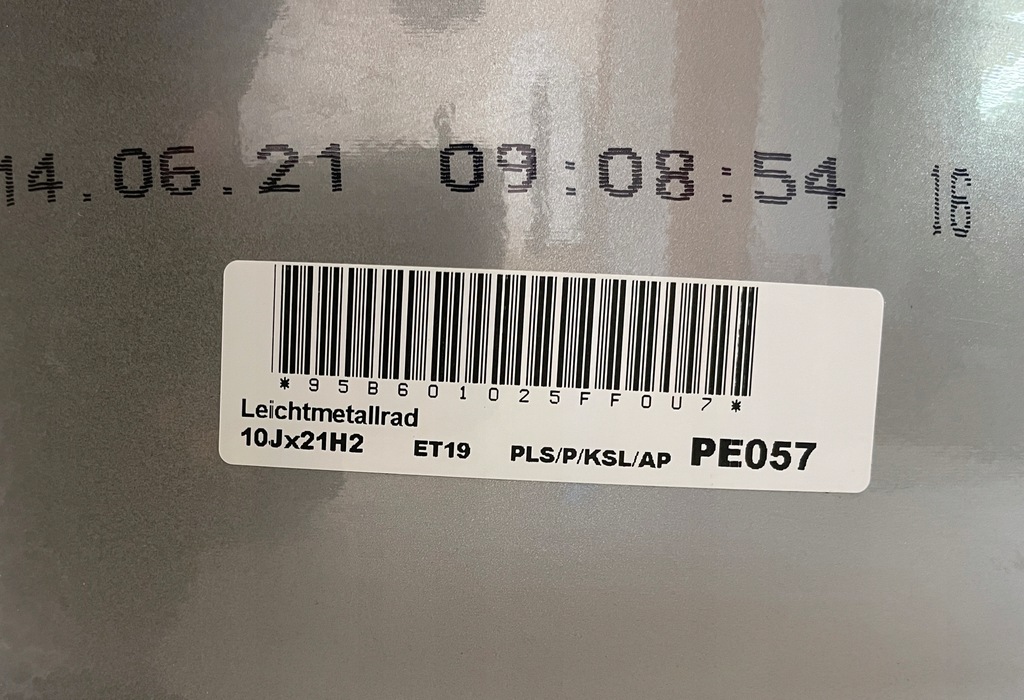 14.06.21 09:08:54 16
*95B601025FF0U7*
Leichtmetallrad
10Jx21H2 ET19 PLS/P/KSL/AP PE057